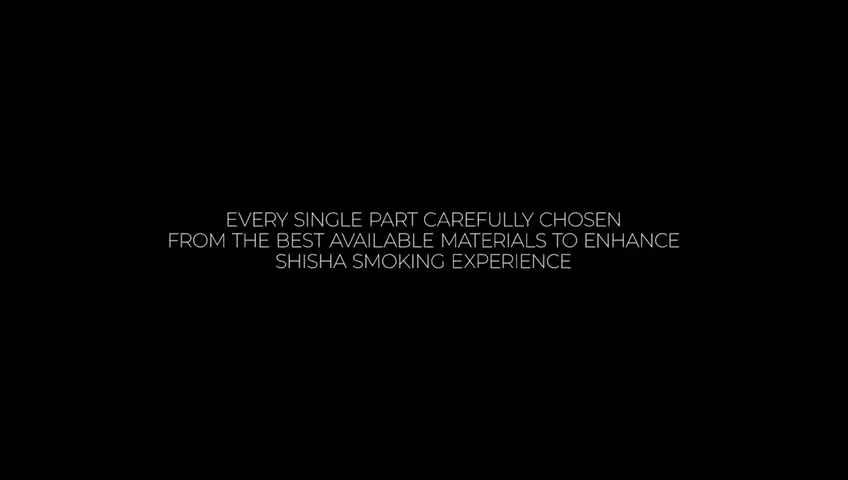 EVERY SINGLE PART CAREFULLY CHOSEN
FROM THE BEST AVAILABLE MATERIALS TO ENHANCE
SHISHA SMOKING EXPERIENCE